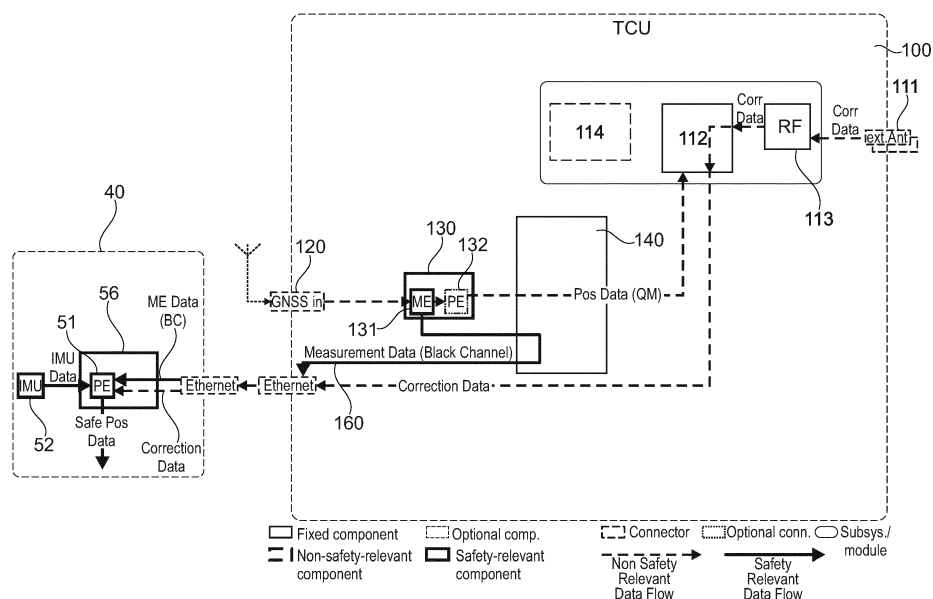 TCU
100
111
Corr
Data
Corr
Data
RF
ext.Ant
114
112
113
40
120
130
132
140
GNSS in
ME
PE
Pos Data (QM)
131
ME Data
(BC)
56
51
IMU
Data
Measurement Data (Black Channel)
IMU
PE
Ethernet
Ethernet
Correction Data
52
Safe Pos
Data
160
Correction
Data
Fixed component
Optional comp.
Connector
Optional conn.
Subsys./
module
Non-safety-relevant
component
Safety-relevant
component
Non Safety
Relevant
Data Flow
Safety
Relevant
Data Flow